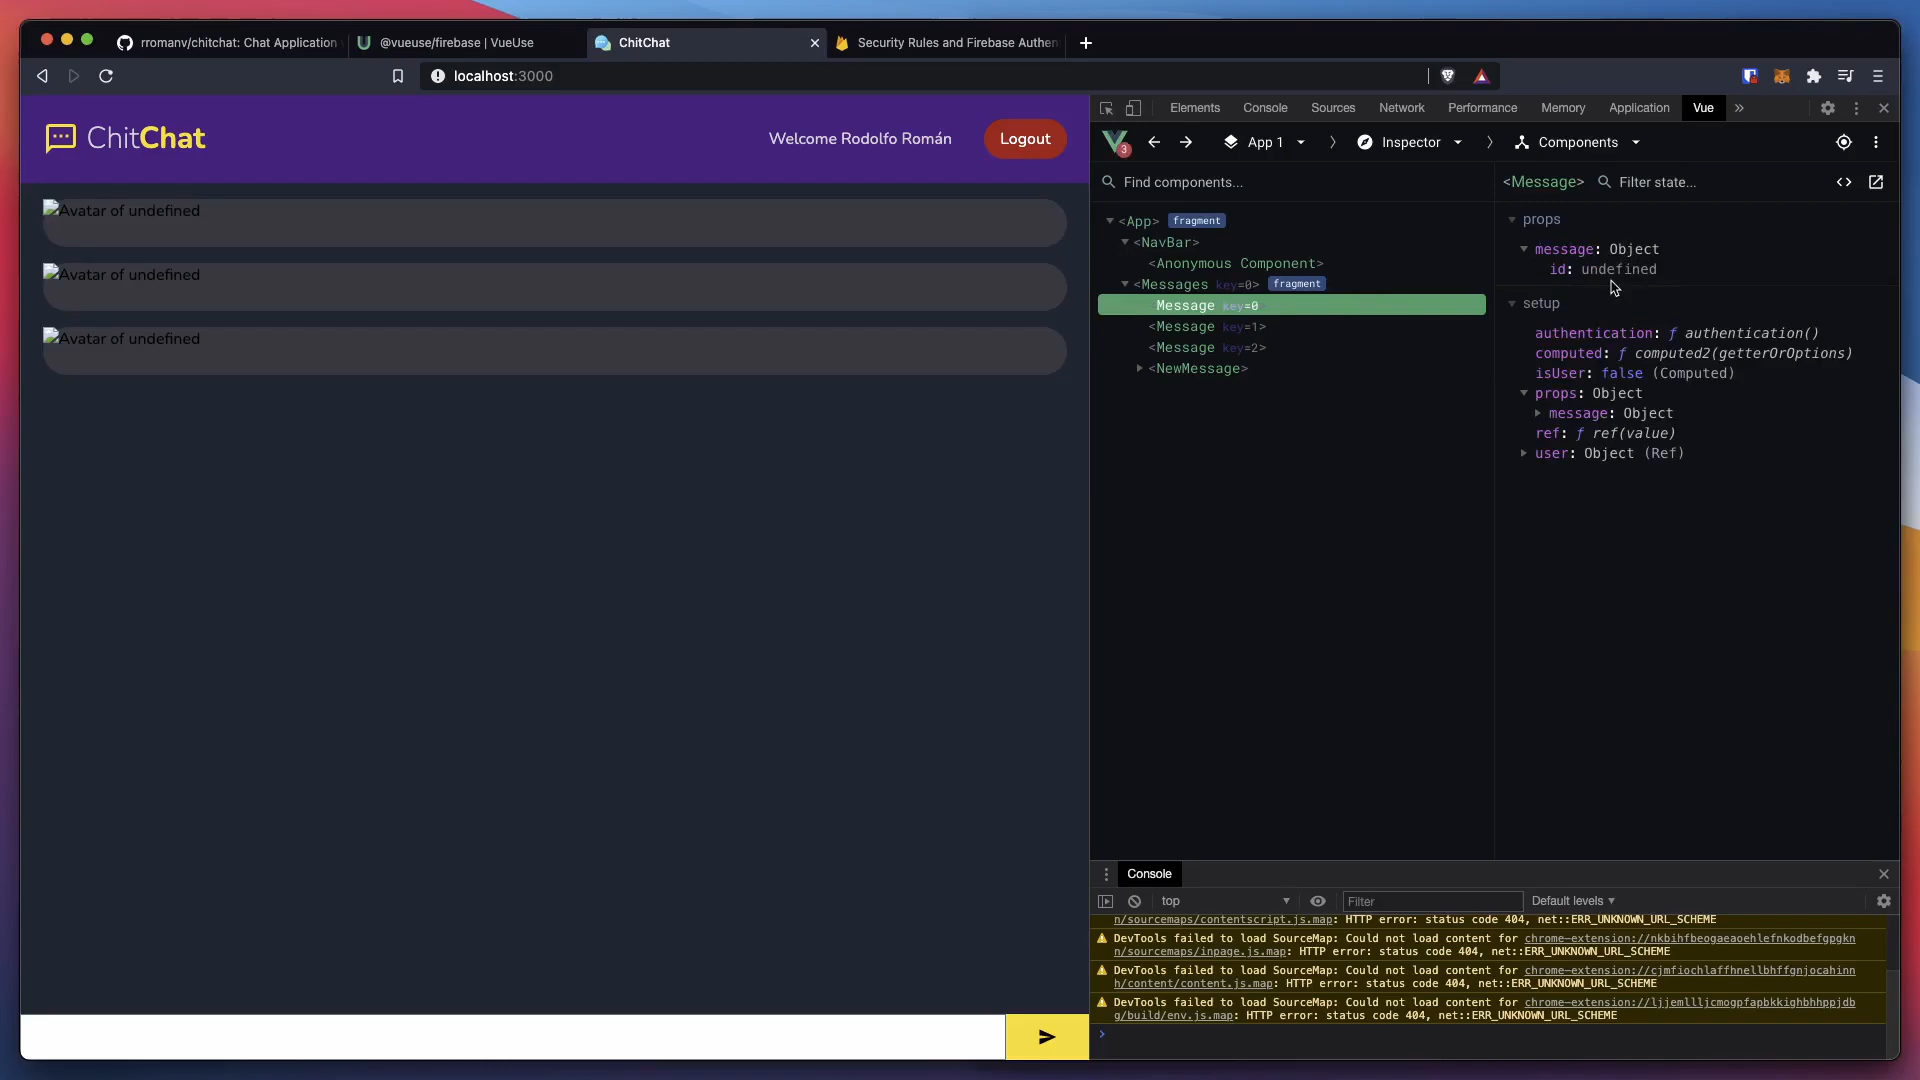 rromanv/chitchat: Chat Application
@vueuse/firebase | VueUse
ChitChat
Security Rules and Firebase Authen
localhost:3000
ChitChat
Welcome Rodolfo Román
Logout
Avatar of undefined
Avatar of undefined
Avatar of undefined
Elements
Console
Sources
Network
Performance
Memory
Application
Vue
3
App 1
Inspector
Components
Find components...
<App> fragment
<NavBar>
<Anonymous Component>
<Messages key=0> fragment
Message key=0
<Message key=1>
<Message key=2>
<NewMessage>
<Message>
Filter state...
props
message: Object
id: undefined
setup
authentication: ƒ authentication()
computed: ƒ computed2(getterOrOptions)
isUser: false (Computed)
props: Object
message: Object
ref: ƒ ref(value)
user: Object (Ref)
Console
top
Filter
Default levels
n/sourcemaps/contentscript.js.map: HTTP error: status code 404, net::ERR_UNKNOWN_URL_SCHEME
DevTools failed to load SourceMap: Could not load content for chrome-extension://nkbihfbeogaeaoehlefnkodbefgpgkn
n/sourcemaps/inpage.js.map: HTTP error: status code 404, net::ERR_UNKNOWN_URL_SCHEME
DevTools failed to load SourceMap: Could not load content for chrome-extension://cjmfiochlaffhnellbhffgnjocahinn
h/content/content.js.map: HTTP error: status code 404, net::ERR_UNKNOWN_URL_SCHEME
DevTools failed to load SourceMap: Could not load content for chrome-extension://ljjemllljcmogpfapbkkighbhhppjdb
g/build/env.js.map: HTTP error: status code 404, net::ERR_UNKNOWN_URL_SCHEME